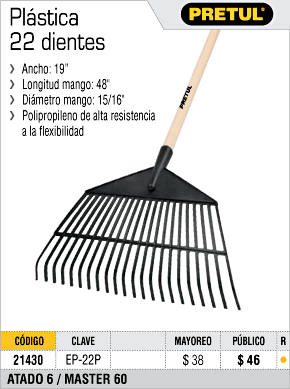 Plástica
22 dientes
PRETUL®
› Ancho: 19"
› Longitud mango: 48"
› Diámetro mango: 15/16"
› Polipropileno de alta resistencia
a la flexibilidad
PRETUL
CÓDIGO CLAVE MAYOREO PÚBLICO R
21430 EP-22P $ 38 $ 46 ●
ATADO 6 / MASTER 60